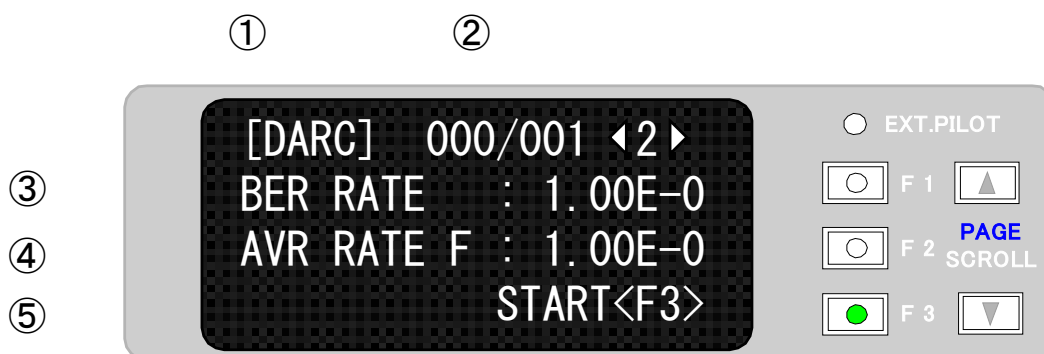 ① ②
[DARC] 000/001 ◀2▶
EXT.PILOT
③ BER RATE : 1.00E-0
F 1
④ AVR RATE F : 1.00E-0
F 2
PAGE
SCROLL
⑤ START<F3>
F 3